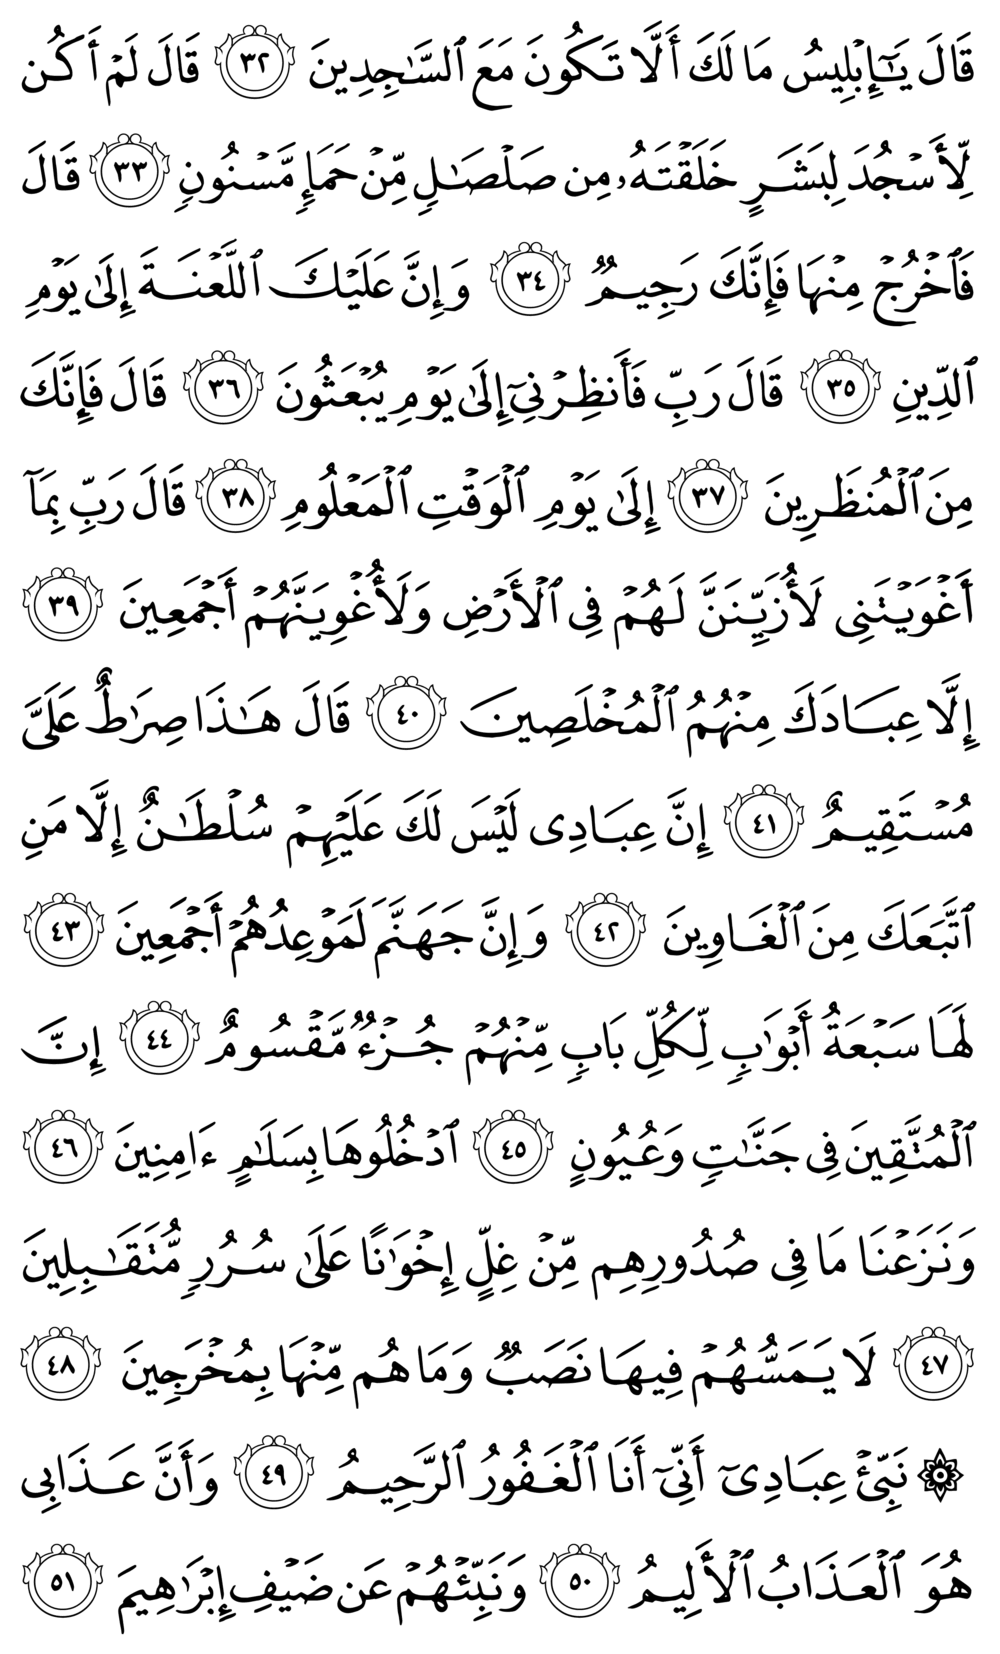 قَالَ يَـٰٓإِبْلِيسُ مَا لَكَ أَلَّا تَكُونَ مَعَ ٱلسَّـٰجِدِينَ ٣٢ قَالَ لَمْ أَكُن
لِّأَسْجُدَ لِبَشَرٍ خَلَقْتَهُۥ مِن صَلْصَـٰلٍ مِّنْ حَمَإٍ مَّسْنُونٍ ٣٣ قَالَ
فَٱخْرُجْ مِنْهَا فَإِنَّكَ رَجِيمٌ ٣٤ وَإِنَّ عَلَيْكَ ٱللَّعْنَةَ إِلَىٰ يَوْمِ
ٱلدِّينِ ٣٥ قَالَ رَبِّ فَأَنظِرْنِىٓ إِلَىٰ يَوْمِ يُبْعَثُونَ ٣٦ قَالَ فَإِنَّكَ
مِنَ ٱلْمُنظَرِينَ ٣٧ إِلَىٰ يَوْمِ ٱلْوَقْتِ ٱلْمَعْلُومِ ٣٨ قَالَ رَبِّ بِمَآ
أَغْوَيْتَنِى لَأُزَيِّنَنَّ لَهُمْ فِى ٱلْأَرْضِ وَلَأُغْوِيَنَّهُمْ أَجْمَعِينَ ٣٩
إِلَّا عِبَادَكَ مِنْهُمُ ٱلْمُخْلَصِينَ ٤٠ قَالَ هَـٰذَا صِرَٰطٌ عَلَىَّ
مُسْتَقِيمٌ ٤١ إِنَّ عِبَادِى لَيْسَ لَكَ عَلَيْهِمْ سُلْطَـٰنٌ إِلَّا مَنِ
ٱتَّبَعَكَ مِنَ ٱلْغَاوِينَ ٤٢ وَإِنَّ جَهَنَّمَ لَمَوْعِدُهُمْ أَجْمَعِينَ ٤٣
لَهَا سَبْعَةُ أَبْوَٰبٍ لِّكُلِّ بَابٍ مِّنْهُمْ جُزْءٌ مَّقْسُومٌ ٤٤ إِنَّ
ٱلْمُتَّقِينَ فِى جَنَّـٰتٍ وَعُيُونٍ ٤٥ ٱدْخُلُوهَا بِسَلَـٰمٍ ءَامِنِينَ ٤٦
وَنَزَعْنَا مَا فِى صُدُورِهِم مِّنْ غِلٍّ إِخْوَٰنًا عَلَىٰ سُرُرٍ مُّتَقَـٰبِلِينَ
٤٧ لَا يَمَسُّهُمْ فِيهَا نَصَبٌ وَمَا هُم مِّنْهَا بِمُخْرَجِينَ ٤٨
۞ نَبِّئْ عِبَادِىٓ أَنِّىٓ أَنَا ٱلْغَفُورُ ٱلرَّحِيمُ ٤٩ وَأَنَّ عَذَابِى
هُوَ ٱلْعَذَابُ ٱلْأَلِيمُ ٥٠ وَنَبِّئْهُمْ عَن ضَيْفِ إِبْرَٰهِيمَ ٥١